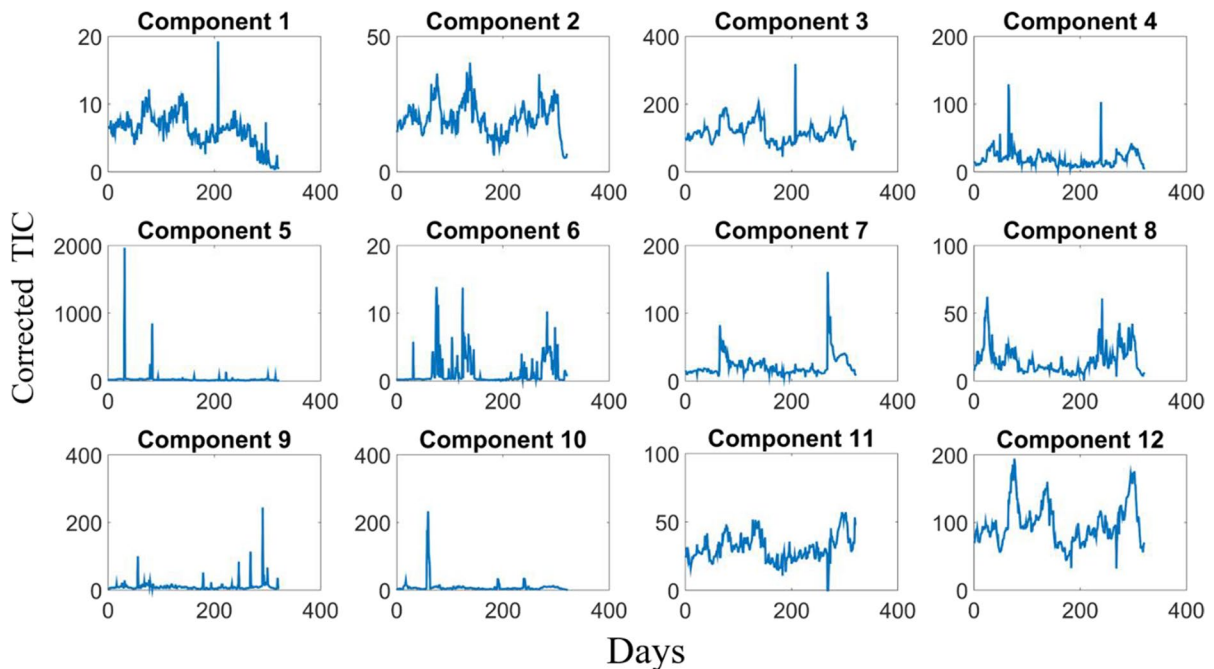 Component 1 Component 2 Component 3 Component 4
20 50 400 200
10 200 100
0 0 0 0
0 200 400 0 200 400 0 200 400 0 200 400
Component 5 Component 6 Component 7 Component 8
2000 20 200 100
1000 10 100 50
0 0 0 0
0 200 400 0 200 400 0 200 400 0 200 400
Component 9 Component 10 Component 11 Component 12
400 400 100 200
200 200 50 100
0 0 0 0
0 200 400 0 200 400 0 200 400 0 200 400
Corrected TIC
Days